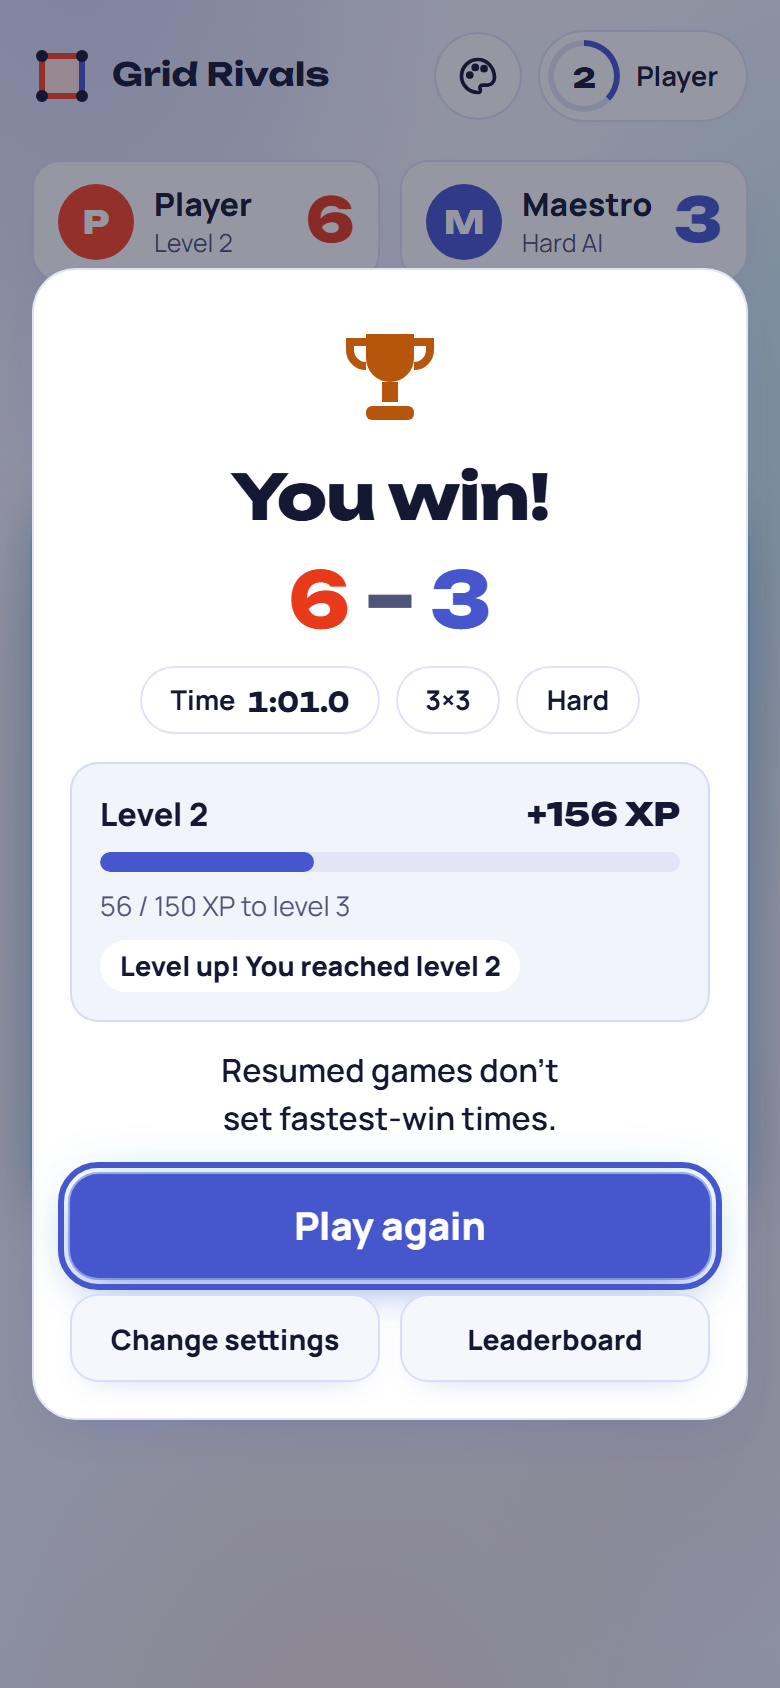 Grid Rivals
2 Player
P Player 6
Level 2
M Maestro 3
Hard AI
You win!
6 – 3
Time 1:01.0 3×3 Hard
Level 2 +156 XP
56 / 150 XP to level 3
Level up! You reached level 2
Resumed games don’t
set fastest-win times.
Play again
Change settings Leaderboard